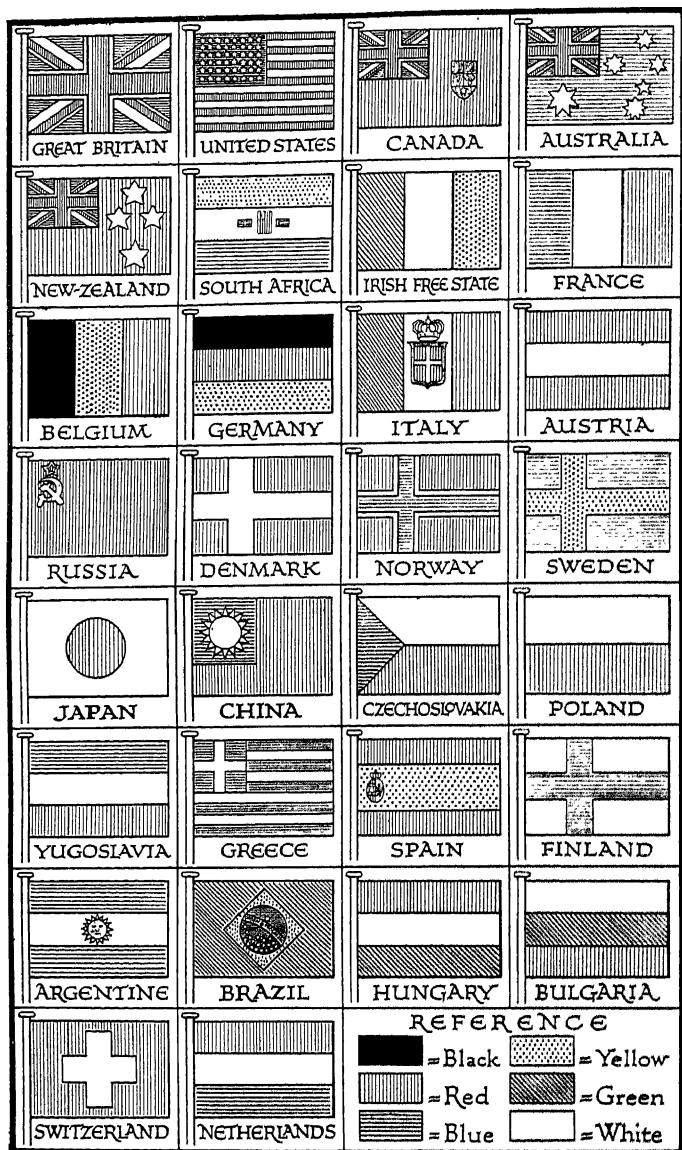 GREAT BRITAIN
UNITED STATES
CANADA
AUSTRALIA
NEW-ZEALAND
SOUTH AFRICA
IRISH FREE STATE
FRANCE
BELGIUM
GERMANY
ITALY
AUSTRIA
RUSSIA
DENMARK
NORWAY
SWEDEN
JAPAN
CHINA
CZECHOSLOVAKIA
POLAND
YUGOSLAVIA
GREECE
SPAIN
FINLAND
ARGENTINE
BRAZIL
HUNGARY
BULGARIA
SWITZERLAND
NETHERLANDS
REFERENCE
=Black =Yellow
=Red =Green
=Blue =White